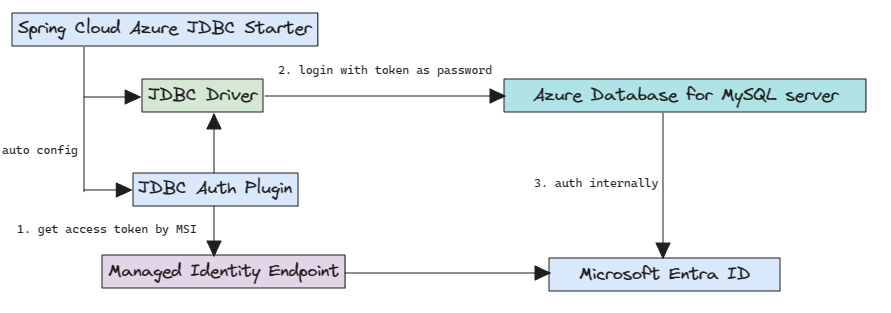 Spring Cloud Azure JDBC Starter
2. login with token as password
JDBC Driver
Azure Database for MySQL server
auto config
JDBC Auth Plugin
3. auth internally
1. get access token by MSI
Managed Identity Endpoint
Microsoft Entra ID